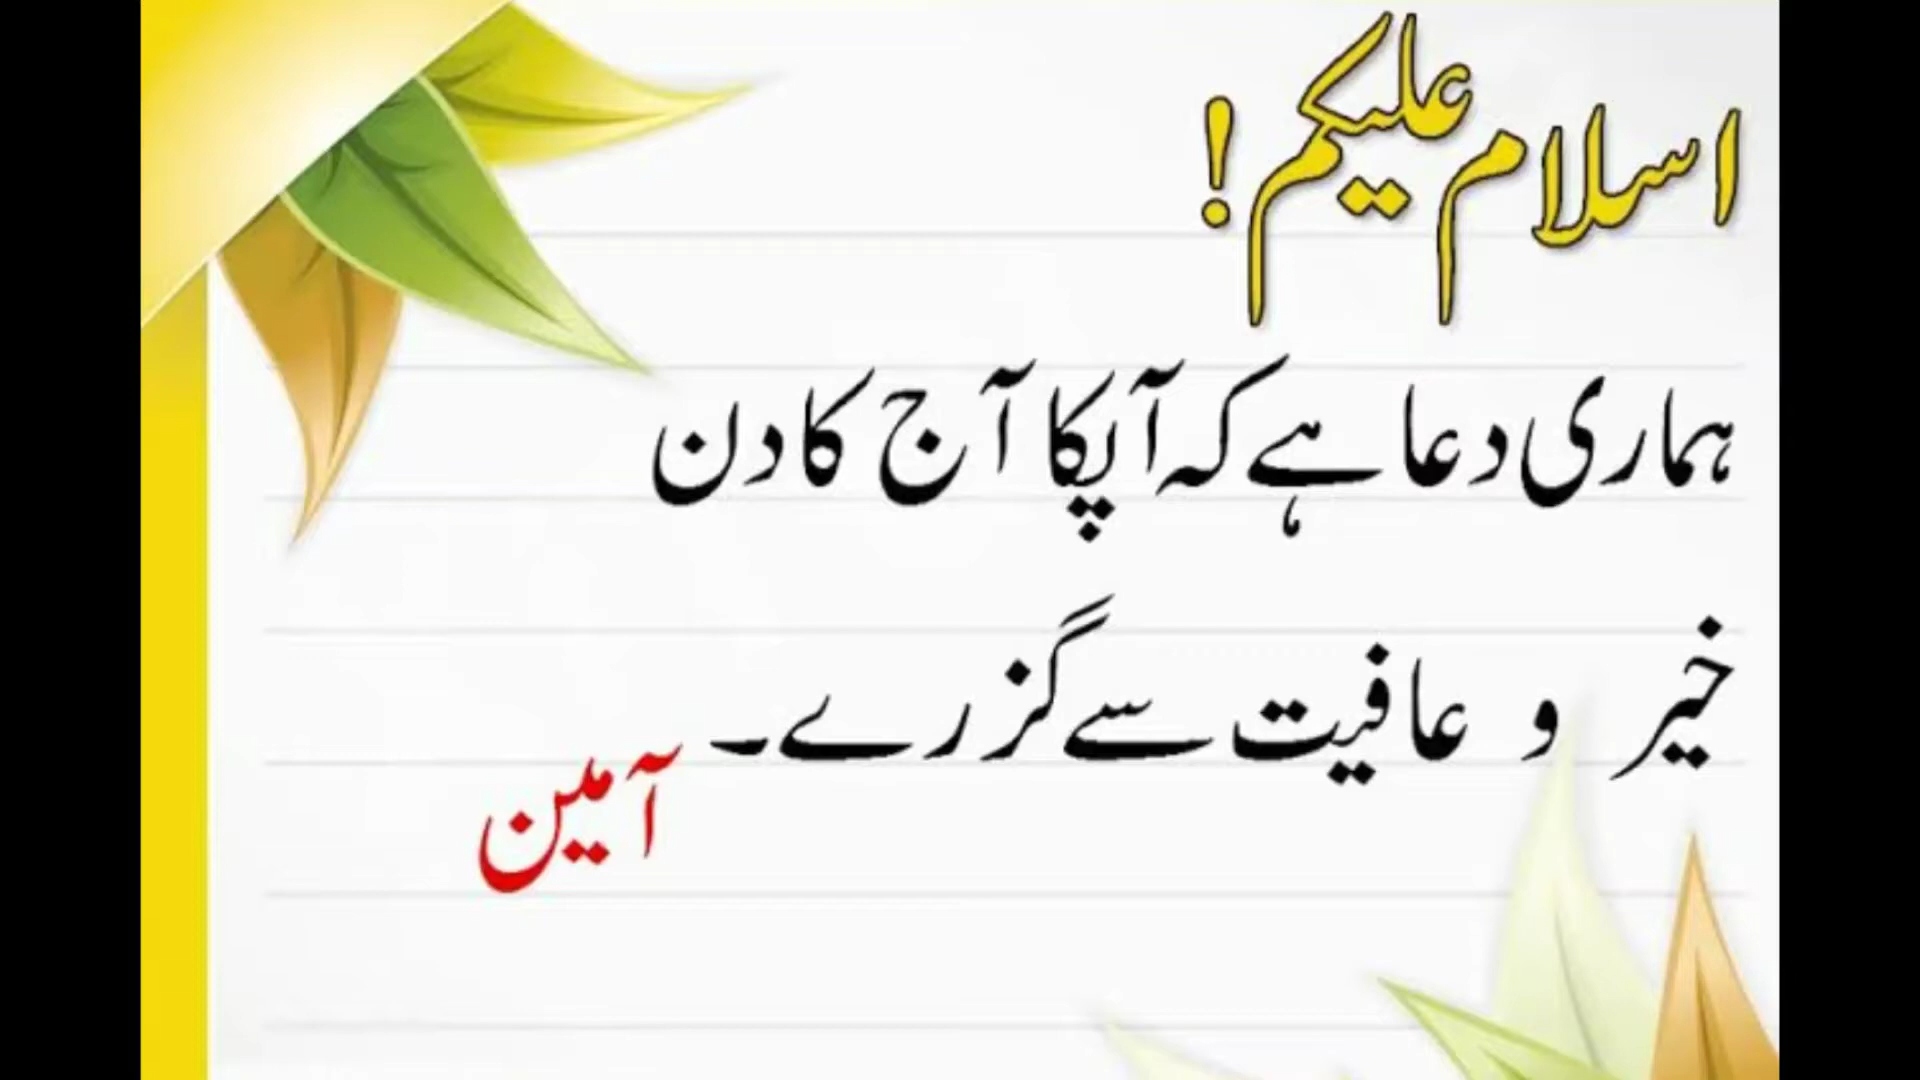 اسلام علیکم!
ہماری دعا ہے کہ آپکا آج کا دن
خیر و عافیت سے گزرے۔
آمین